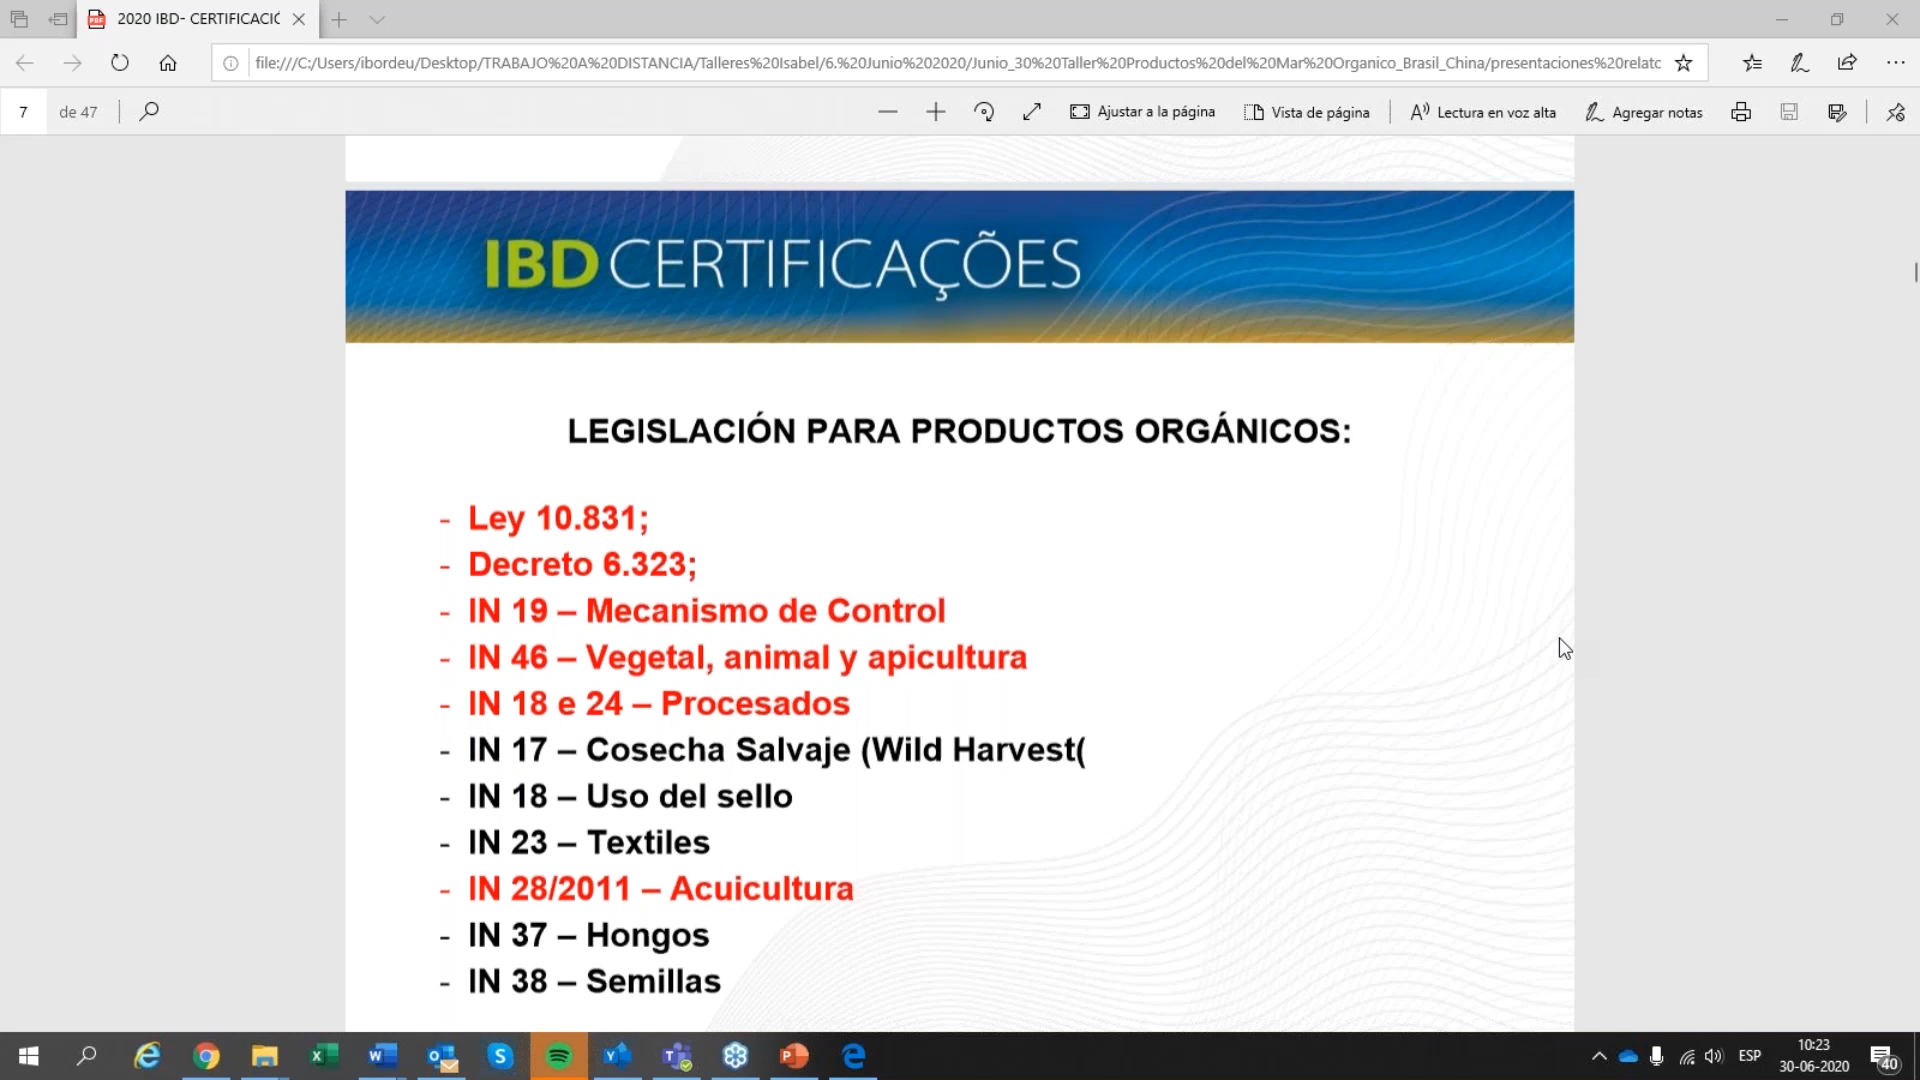 2020 IBD- CERTIFICACIÓ
file:///C:/Users/ibordeu/Desktop/TRABAJO%20A%20DISTANCIA/Talleres%20Isabel/6.%20Junio%202020/Junio_30%20Taller%20Productos%20del%20Mar%20Organico_Brasil_China/presentaciones%20relatc
7 de 47
Ajustar a la página
Vista de página
Lectura en voz alta
Agregar notas
IBD CERTIFICAÇÕES
LEGISLACIÓN PARA PRODUCTOS ORGÁNICOS:
- Ley 10.831;
- Decreto 6.323;
- IN 19 – Mecanismo de Control
- IN 46 – Vegetal, animal y apicultura
- IN 18 e 24 – Procesados
- IN 17 – Cosecha Salvaje (Wild Harvest(
- IN 18 – Uso del sello
- IN 23 – Textiles
- IN 28/2011 – Acuicultura
- IN 37 – Hongos
- IN 38 – Semillas
ESP
10:23
30-06-2020
40